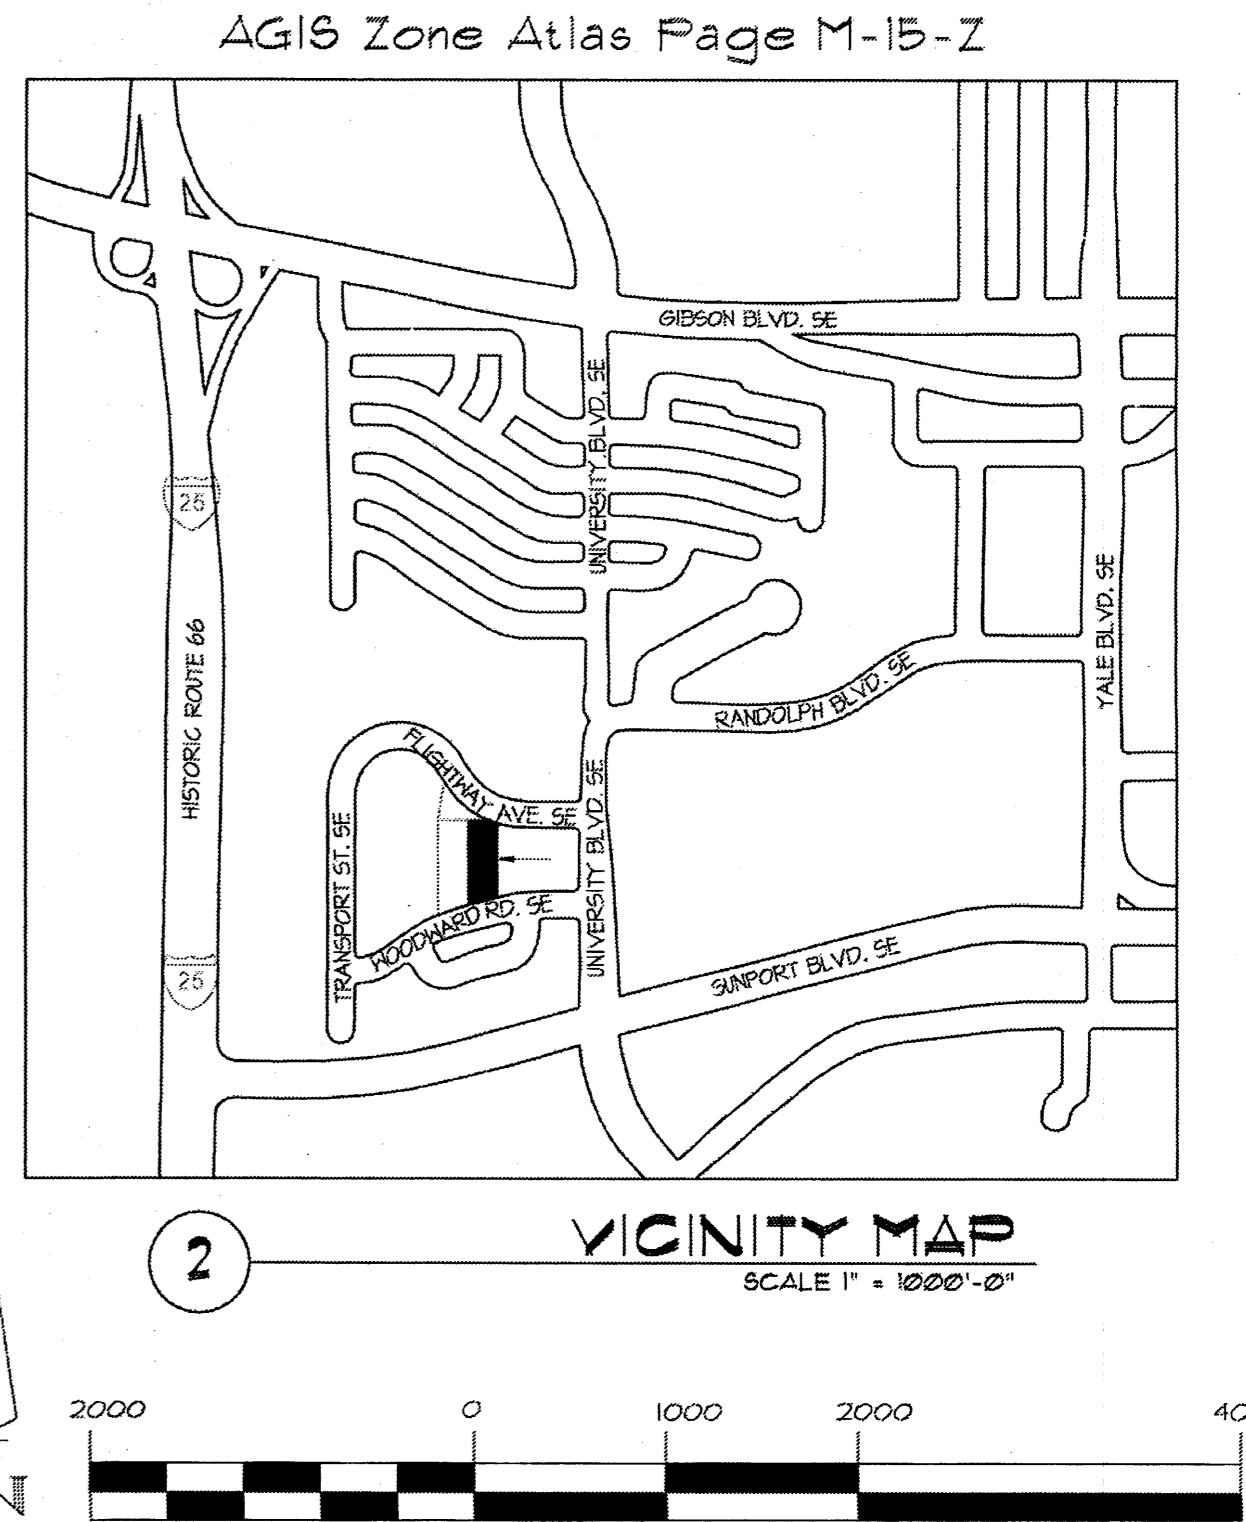 AGIS Zone Atlas Page M-15-Z
GIBSON BLVD. SE
UNIVERSITY BLVD. SE
25
YALE BLVD. SE
HISTORIC ROUTE 66
RANDOLPH BLVD. SE
FLIGHTWAY AVE. SE
UNIVERSITY BLVD. SE
TRANSPORT ST. SE
WOODWARD RD. SE
SUNPORT BLVD. SE
25
2
VICINITY MAP
SCALE 1" = 1000'-0"
2000 0 1000 2000